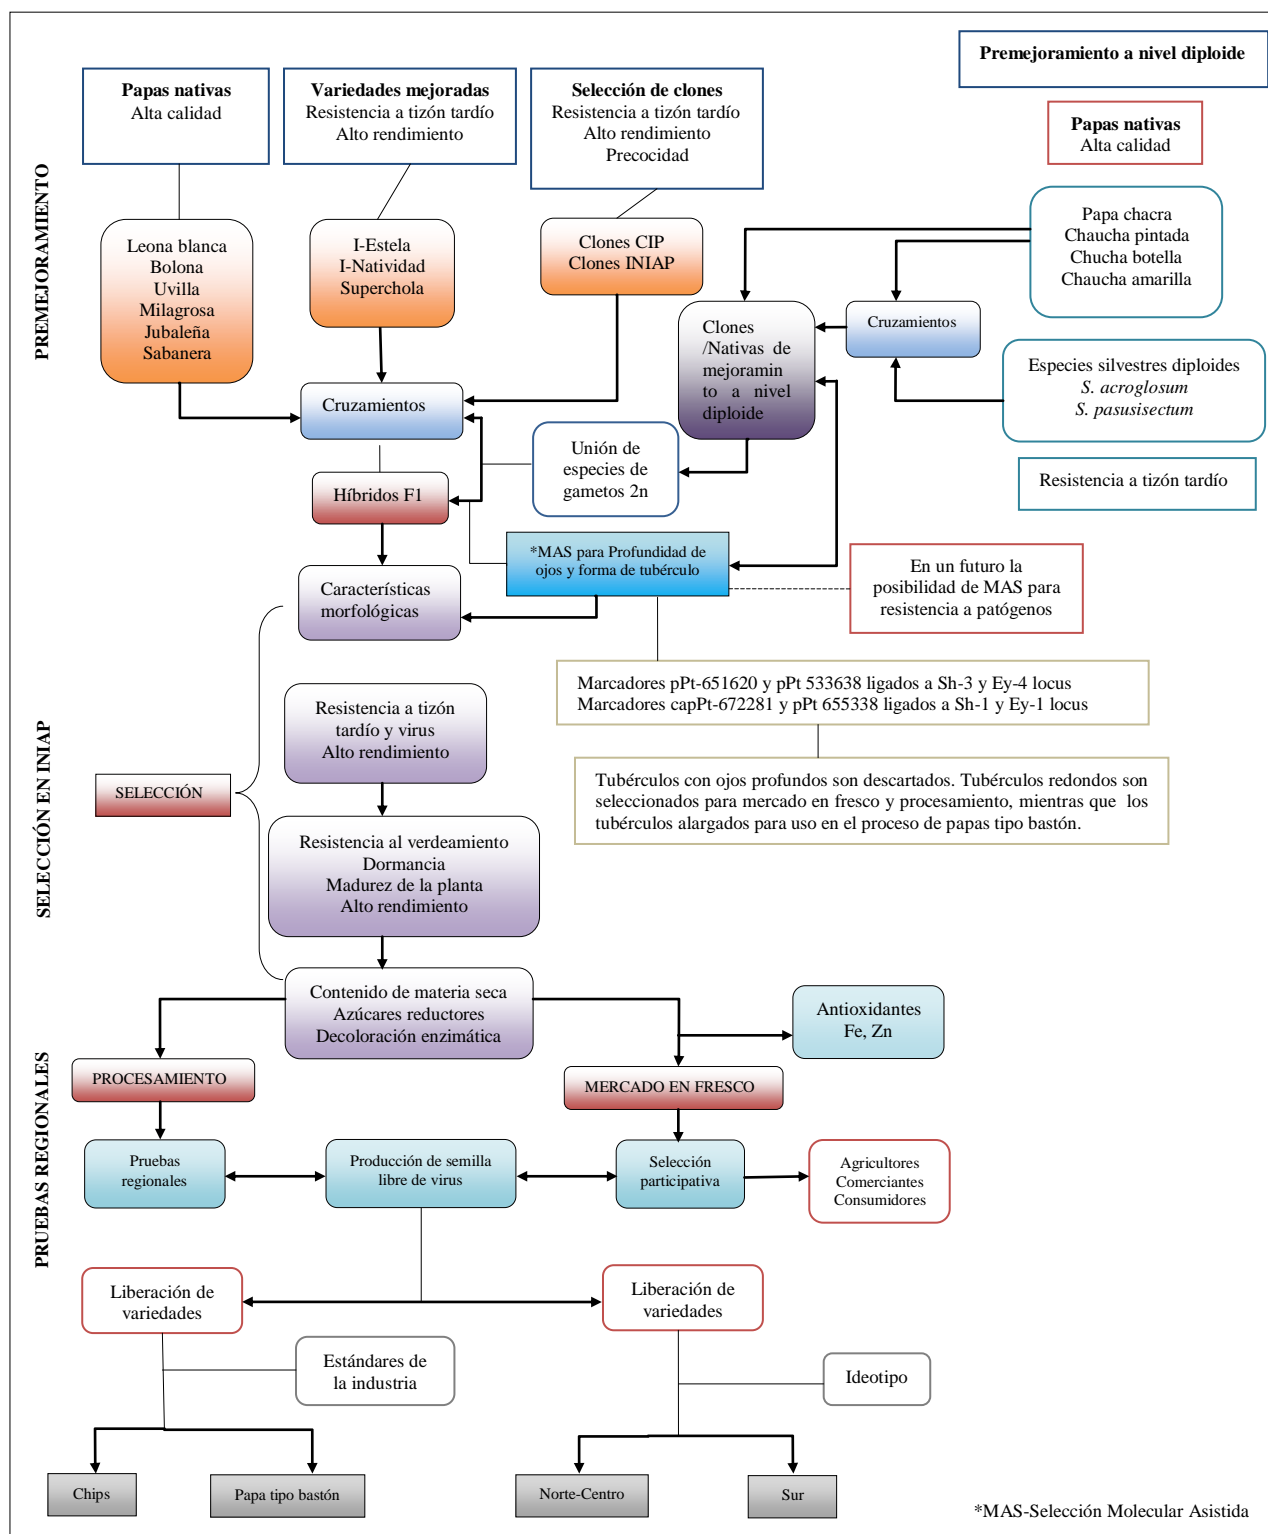 Premejoramiento a nivel diploide
Papas nativas
Alta calidad
Variedades mejoradas
Resistencia a tizón tardío
Alto rendimiento
Selección de clones
Resistencia a tizón tardío
Alto rendimiento
Precocidad
Papas nativas
Alta calidad
PREMEJORAMIENTO
Leona blanca
Bolona
Uvilla
Milagrosa
Jubaleña
Sabanera
I-Estela
I-Natividad
Superchola
Clones CIP
Clones INIAP
Papa chacra
Chaucha pintada
Chucha botella
Chaucha amarilla
Clones
/Nativas de
mejoramin
to a nivel
diploide
Cruzamientos
Especies silvestres diploides
S. acroglosum
S. pasusisectum
Cruzamientos
Unión de
especies de
gametos 2n
Resistencia a tizón tardío
Híbridos F1
*MAS para Profundidad de
ojos y forma de tubérculo
En un futuro la
posibilidad de MAS para
resistencia a patógenos
Características
morfológicas
Marcadores pPt-651620 y pPt 533638 ligados a Sh-3 y Ey-4 locus
Marcadores capPt-672281 y pPt 655338 ligados a Sh-1 y Ey-1 locus
SELECCIÓN EN INIAP
Resistencia a tizón
tardío y virus
Alto rendimiento
SELECCIÓN
Tubérculos con ojos profundos son descartados. Tubérculos redondos son
seleccionados para mercado en fresco y procesamiento, mientras que los
tubérculos alargados para uso en el proceso de papas tipo bastón.
Resistencia al verdeamiento
Dormancia
Madurez de la planta
Alto rendimiento
Contenido de materia seca
Azúcares reductores
Decoloración enzimática
Antioxidantes
Fe, Zn
PRUEBAS REGIONALES
PROCESAMIENTO
MERCADO EN FRESCO
Pruebas
regionales
Producción de semilla
libre de virus
Selección
participativa
Agricultores
Comerciantes
Consumidores
Liberación de
variedades
Liberación de
variedades
Estándares de
la industria
Ideotipo
Chips
Papa tipo bastón
Norte-Centro
Sur
*MAS-Selección Molecular Asistida